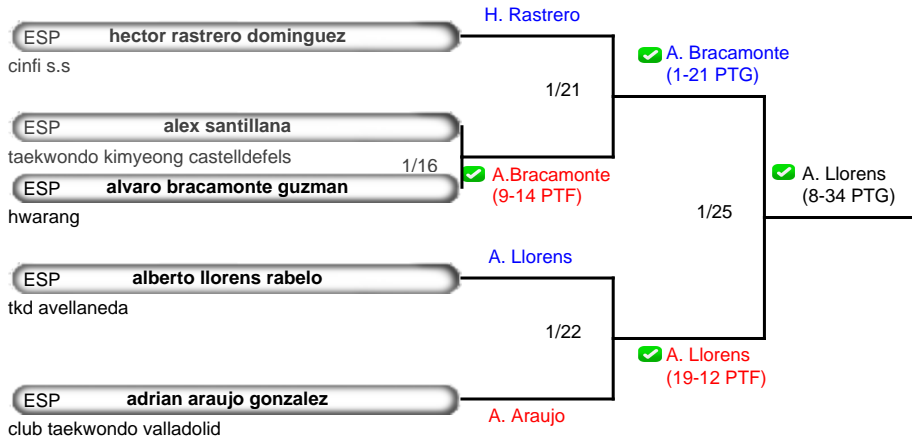 H. Rastrero
ESP hector rastrero dominguez
cinfi s.s
1/21
A. Bracamonte
(1-21 PTG)
ESP alex santillana
taekwondo kimyeong castelldefels
1/16
A.Bracamonte
(9-14 PTF)
ESP alvaro bracamonte guzman
hwarang
1/25
A. Llorens
(8-34 PTG)
A. Llorens
ESP alberto llorens rabelo
tkd avellaneda
1/22
A. Llorens
(19-12 PTF)
ESP adrian araujo gonzalez
A. Araujo
club taekwondo valladolid